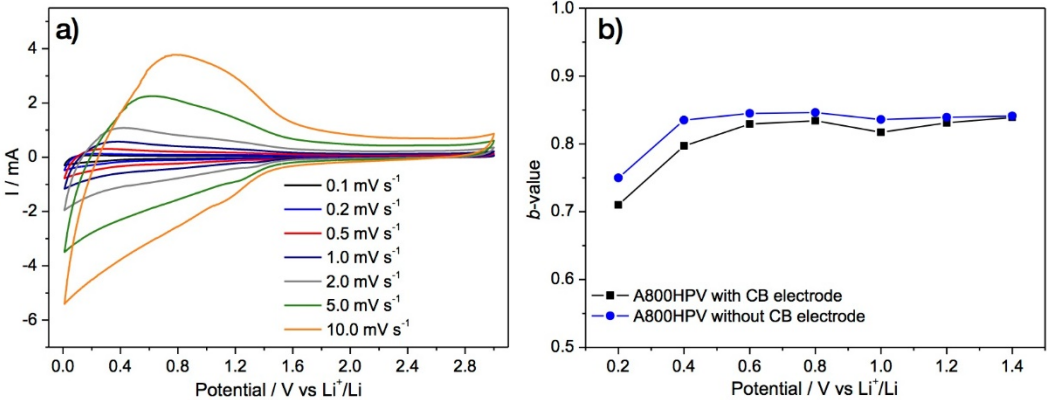 a)
I / mA
4
2
0
-2
-4
-6
0.0 0.4 0.8 1.2 1.6 2.0 2.4 2.8
Potential / V vs Li⁺/Li
0.1 mV s⁻¹
0.2 mV s⁻¹
0.5 mV s⁻¹
1.0 mV s⁻¹
2.0 mV s⁻¹
5.0 mV s⁻¹
10.0 mV s⁻¹
b)
b-value
1.0
0.9
0.8
0.7
0.6
0.5
A800HPV with CB electrode
A800HPV without CB electrode
0.2 0.4 0.6 0.8 1.0 1.2 1.4
Potential / V vs Li⁺/Li